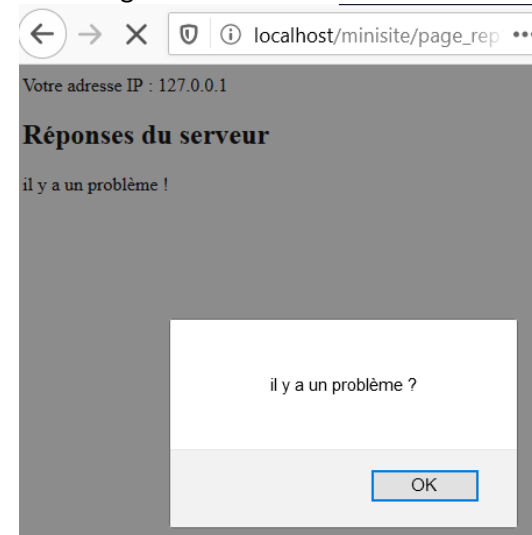 localhost/minisite/page_rep
Votre adresse IP : 127.0.0.1
Réponses du serveur
il y a un problème !
il y a un problème ?
OK